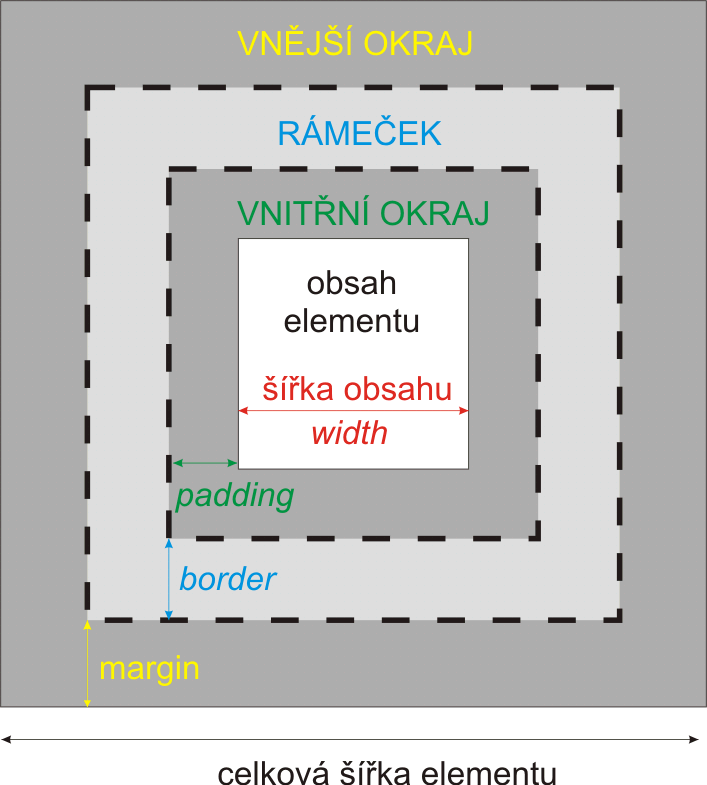 VNĚJŠÍ OKRAJ
RÁMEČEK
VNITŘNÍ OKRAJ
obsah
elementu
šířka obsahu
width
padding
border
margin
celková šířka elementu